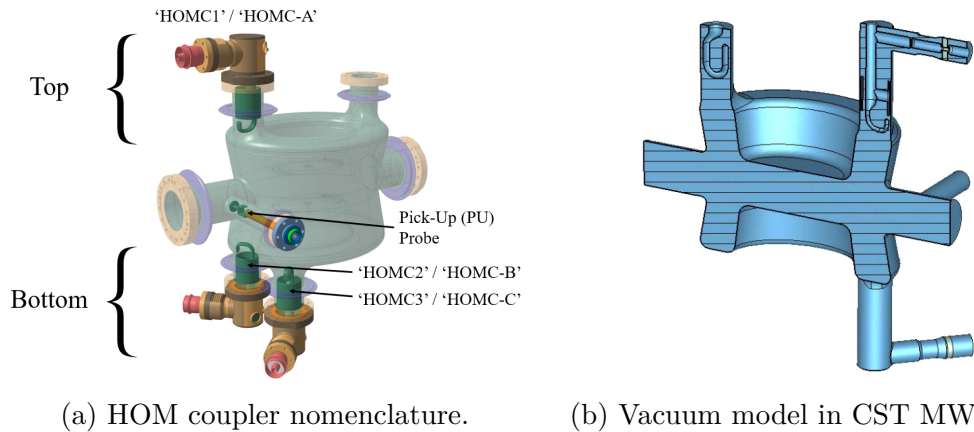 ‘HOMC1’ / ‘HOMC-A’
Top
Pick-Up (PU)
Probe
‘HOMC2’ / ‘HOMC-B’
Bottom
‘HOMC3’ / ‘HOMC-C’
(a) HOM coupler nomenclature.
(b) Vacuum model in CST MW